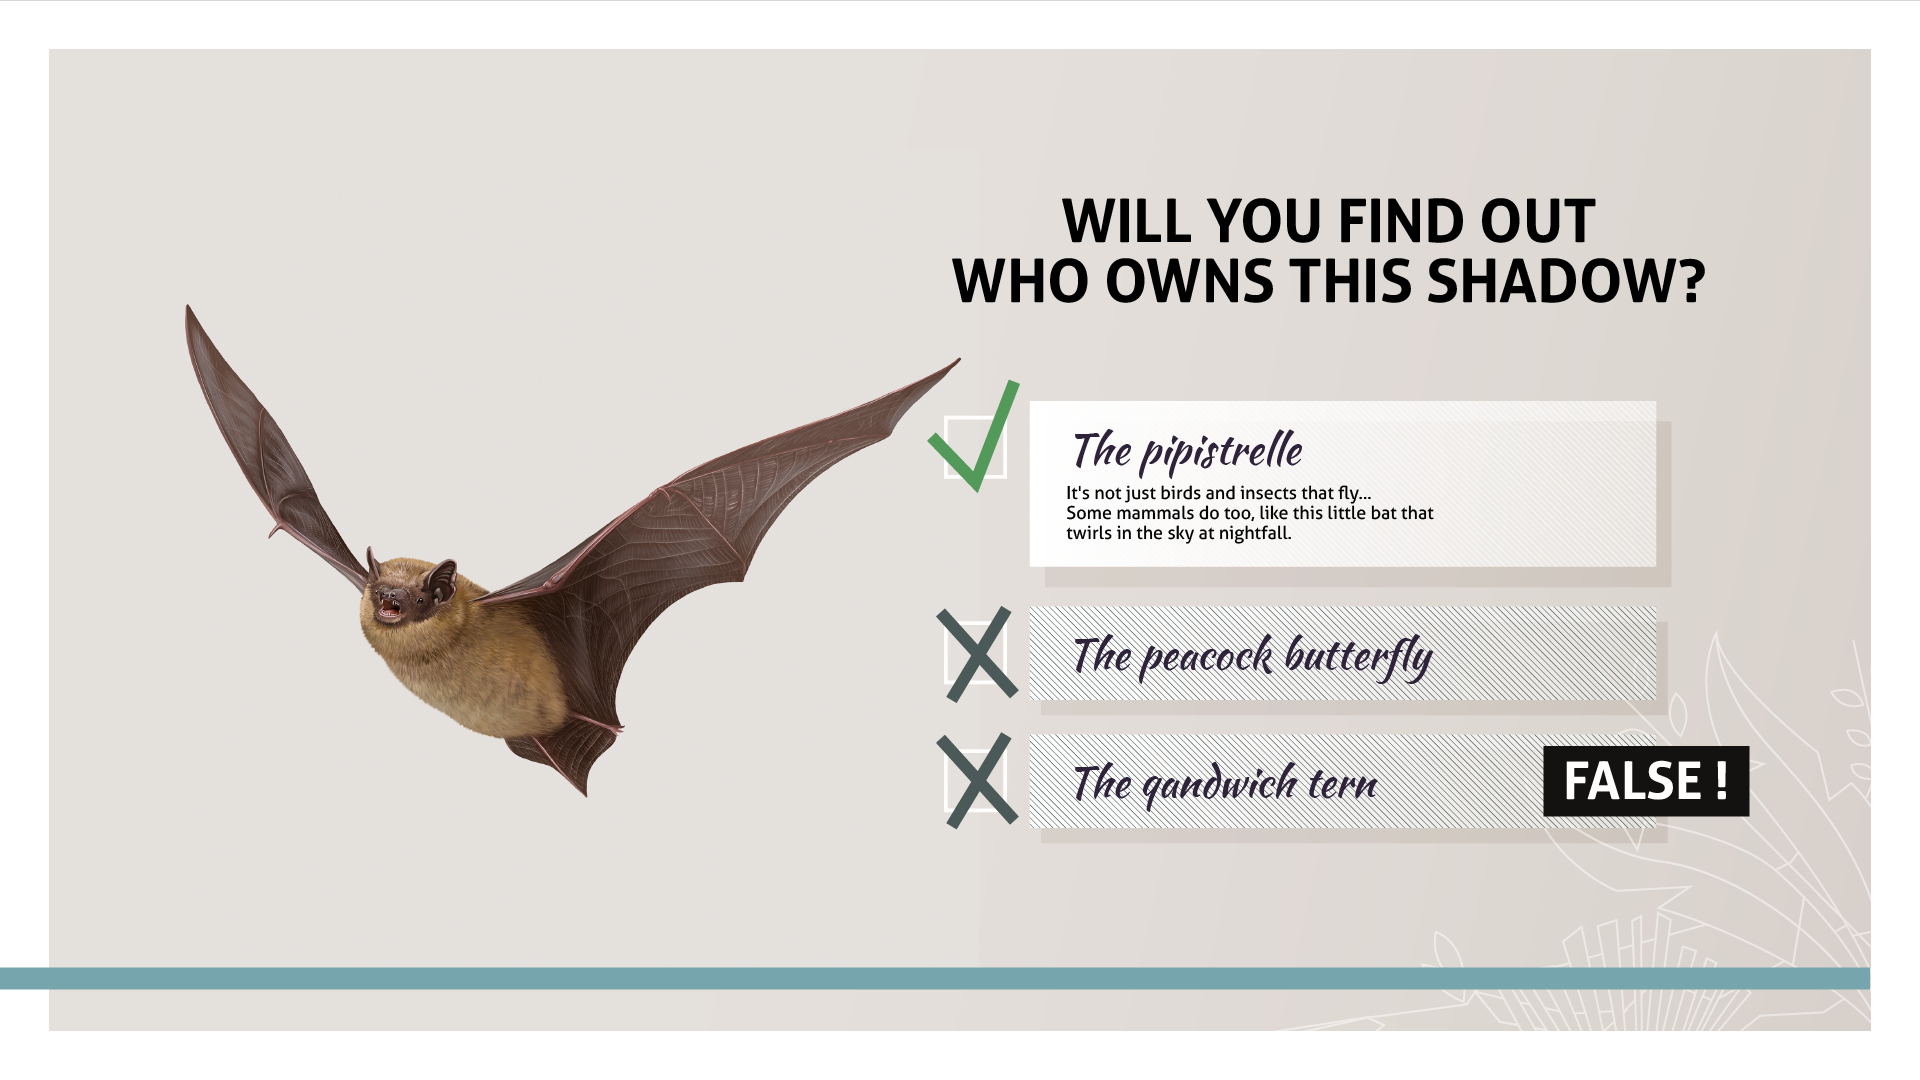 WILL YOU FIND OUT
WHO OWNS THIS SHADOW?
The pipistrelle
It's not just birds and insects that fly...
Some mammals do too, like this little bat that
twirls in the sky at nightfall.
The peacock butterfly
The qandwich tern
FALSE !